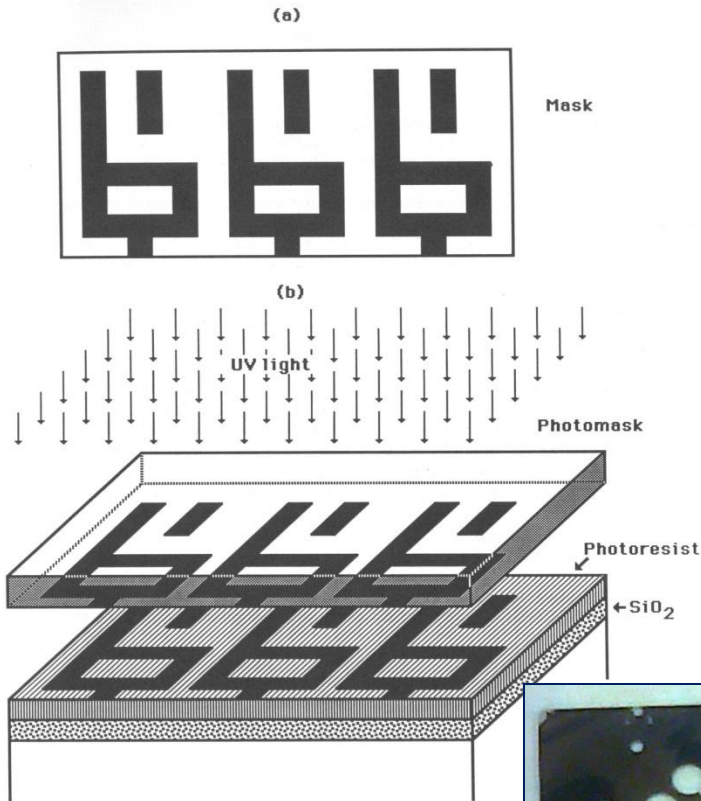 (a)
Mask
(b)
UV light
Photomask
Photoresist
←SiO₂